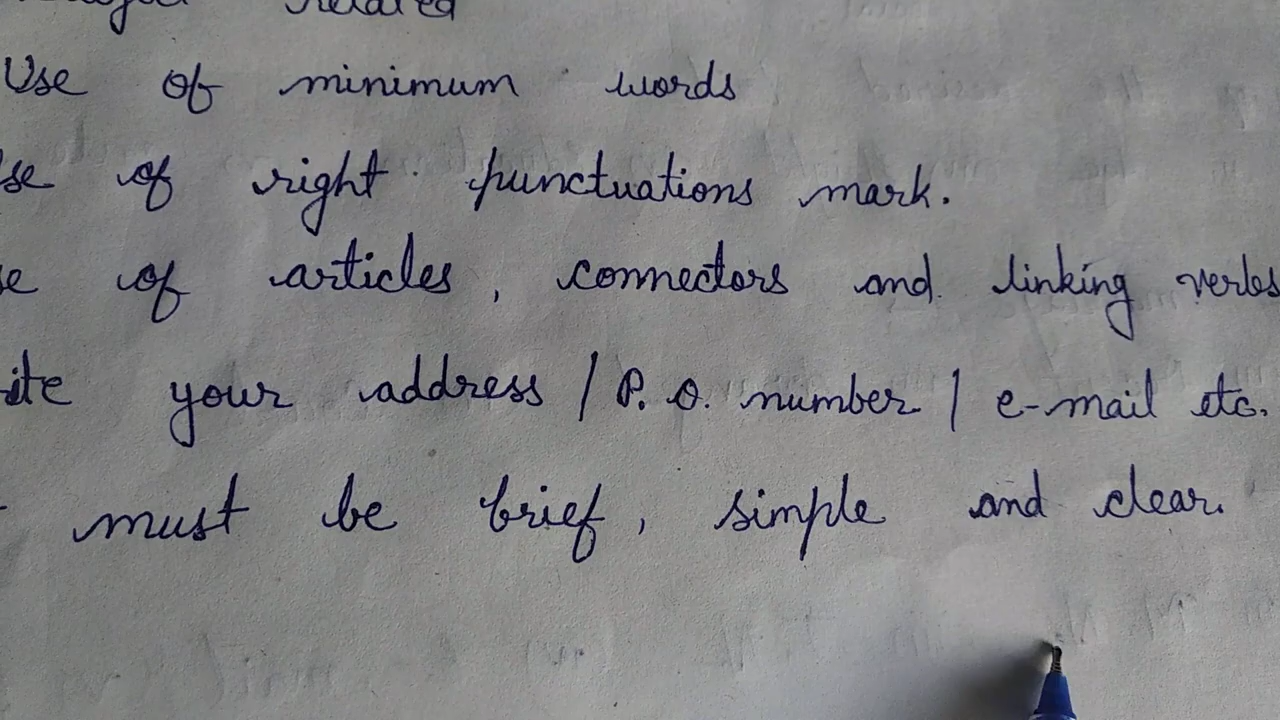 related
Use of minimum words
se of right punctuations mark.
e of articles, connectors and linking verbs
ite your address / P. O. number / e-mail etc.
must be brief, simple and clear.